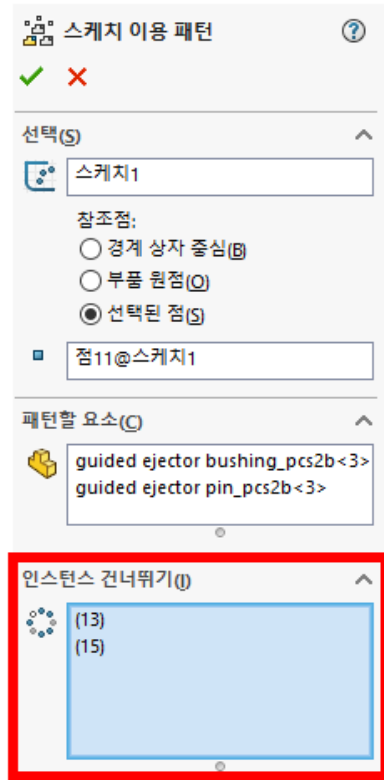 스케치 이용 패턴
선택(S)
스케치1
참조점:
경계 상자 중심(B)
부품 원점(O)
선택된 점(S)
점11@스케치1
패턴할 요소(C)
guided ejector bushing_pcs2b<3>
guided ejector pin_pcs2b<3>
인스턴스 건너뛰기(I)
(13)
(15)